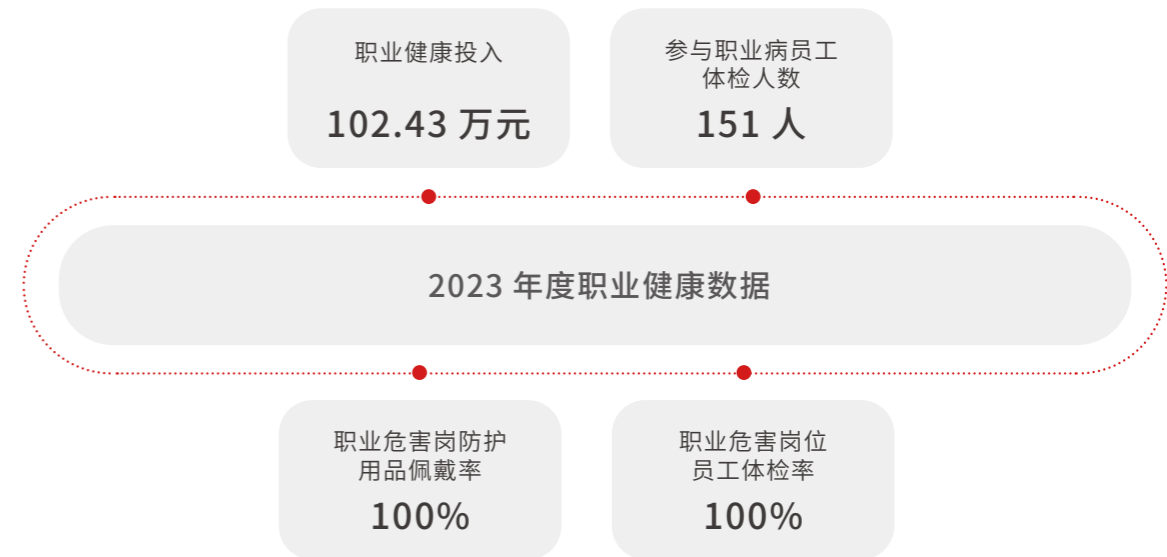 职业健康投入
102.43 万元
参与职业病员工
体检人数
151 人
2023 年度职业健康数据
职业危害岗防护
用品佩戴率
100%
职业危害岗位
员工体检率
100%